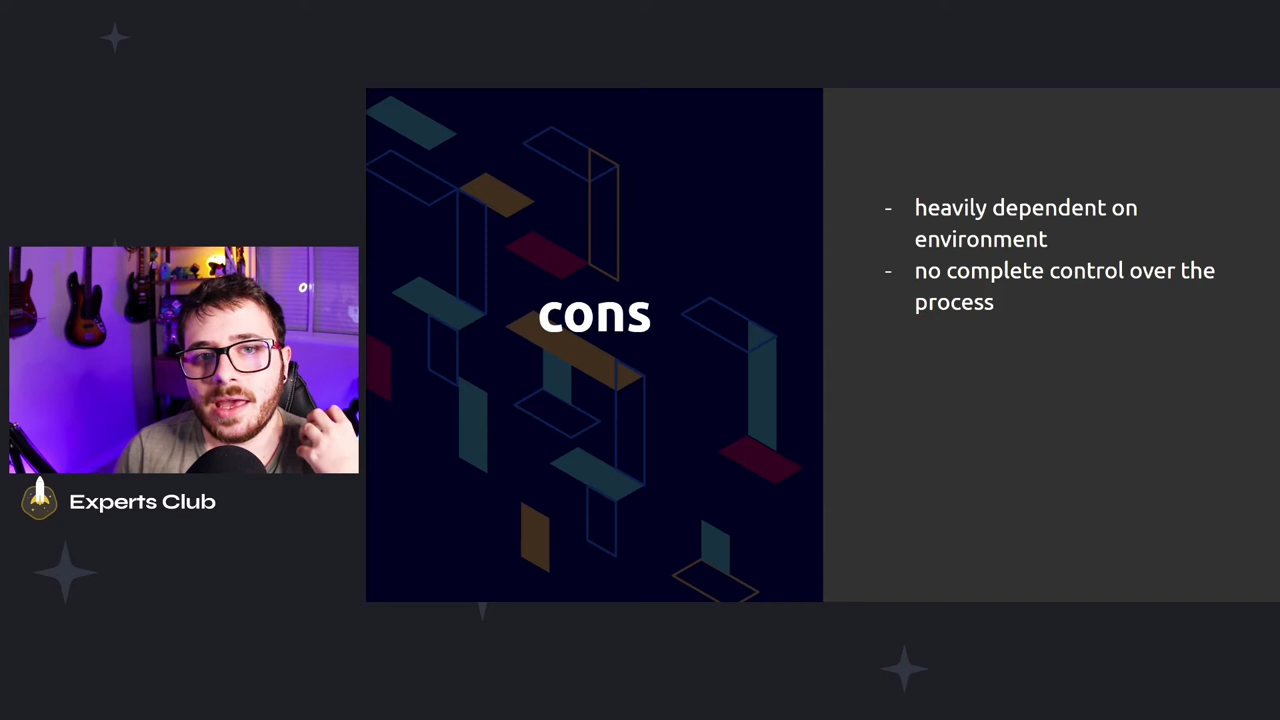 cons
- heavily dependent on
environment
- no complete control over the
process
Experts Club